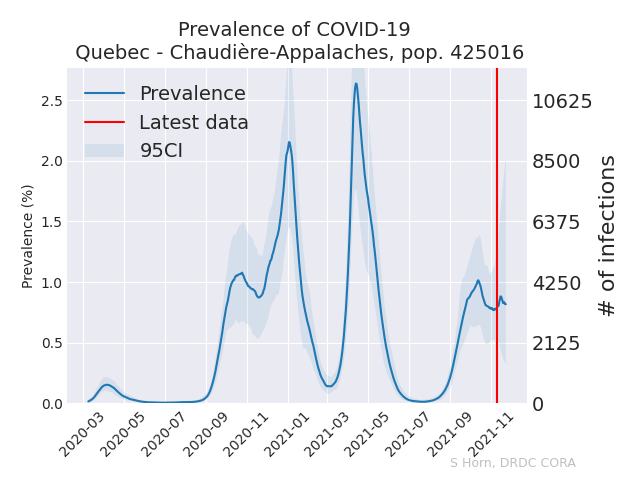 Prevalence of COVID-19
Quebec - Chaudière-Appalaches, pop. 425016
Prevalence
Latest data
95CI
Prevalence (%)
2.5
2.0
1.5
1.0
0.5
0.0
10625
8500
6375
4250
2125
0
# of infections
2020-03
2020-05
2020-07
2020-09
2020-11
2021-01
2021-03
2021-05
2021-07
2021-09
2021-11
S Horn, DRDC CORA